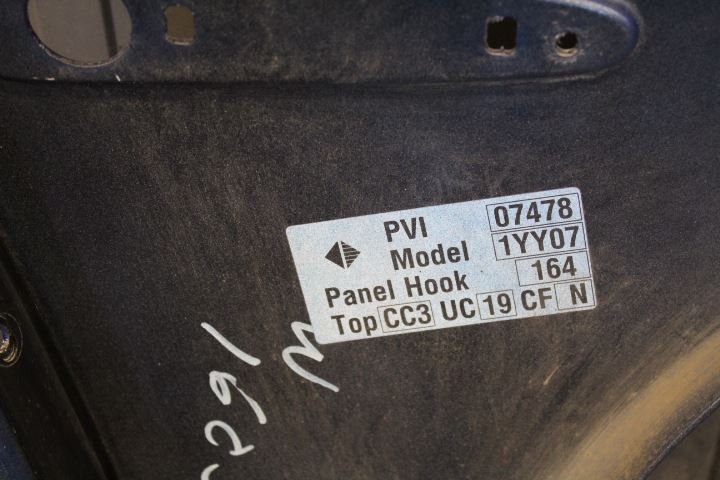 PVI 07478
Model 1YY07
Panel Hook 164
Top CC3 UC 19 CF N